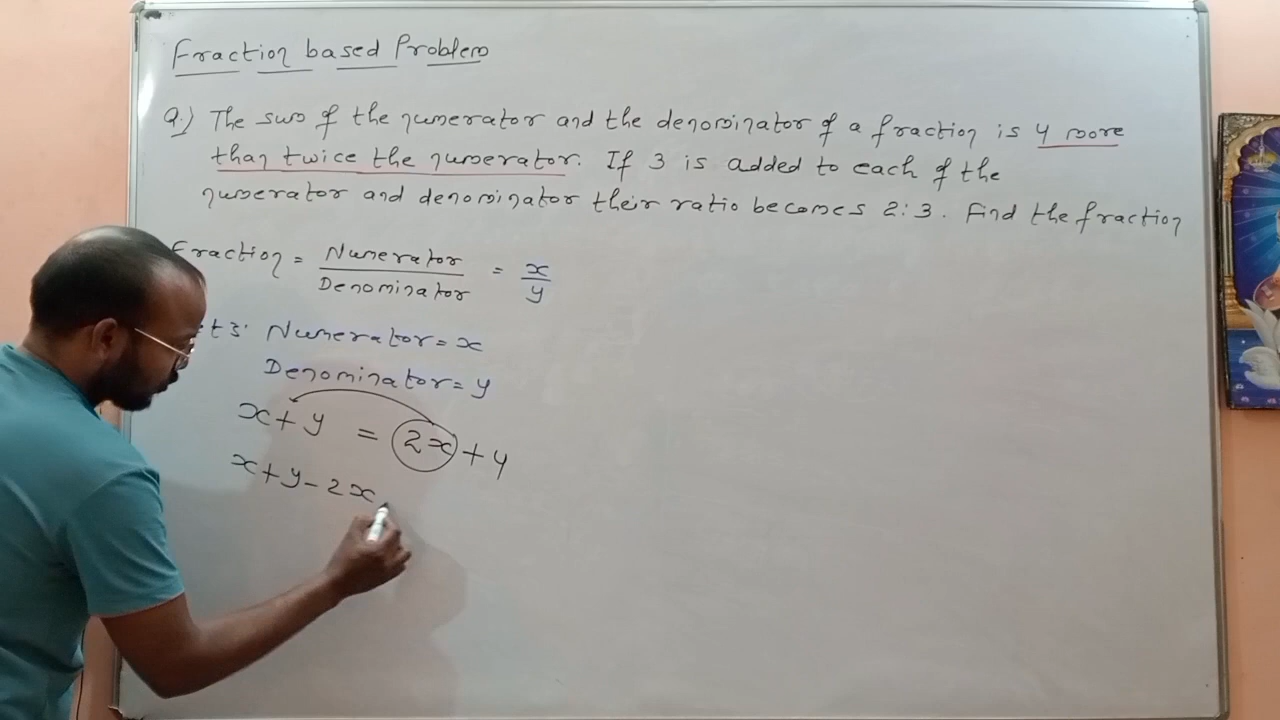 Fraction based Problem
Q.) The sum of the numerator and the denominator of a fraction is 4 more
than twice the numerator. If 3 is added to each of the
numerator and denominator their ratio becomes 2:3. Find the fraction
Fraction = Numerator / Denominator = x / y
Numerator = x
Denominator = y
x + y = 2x + 4
x + y - 2x